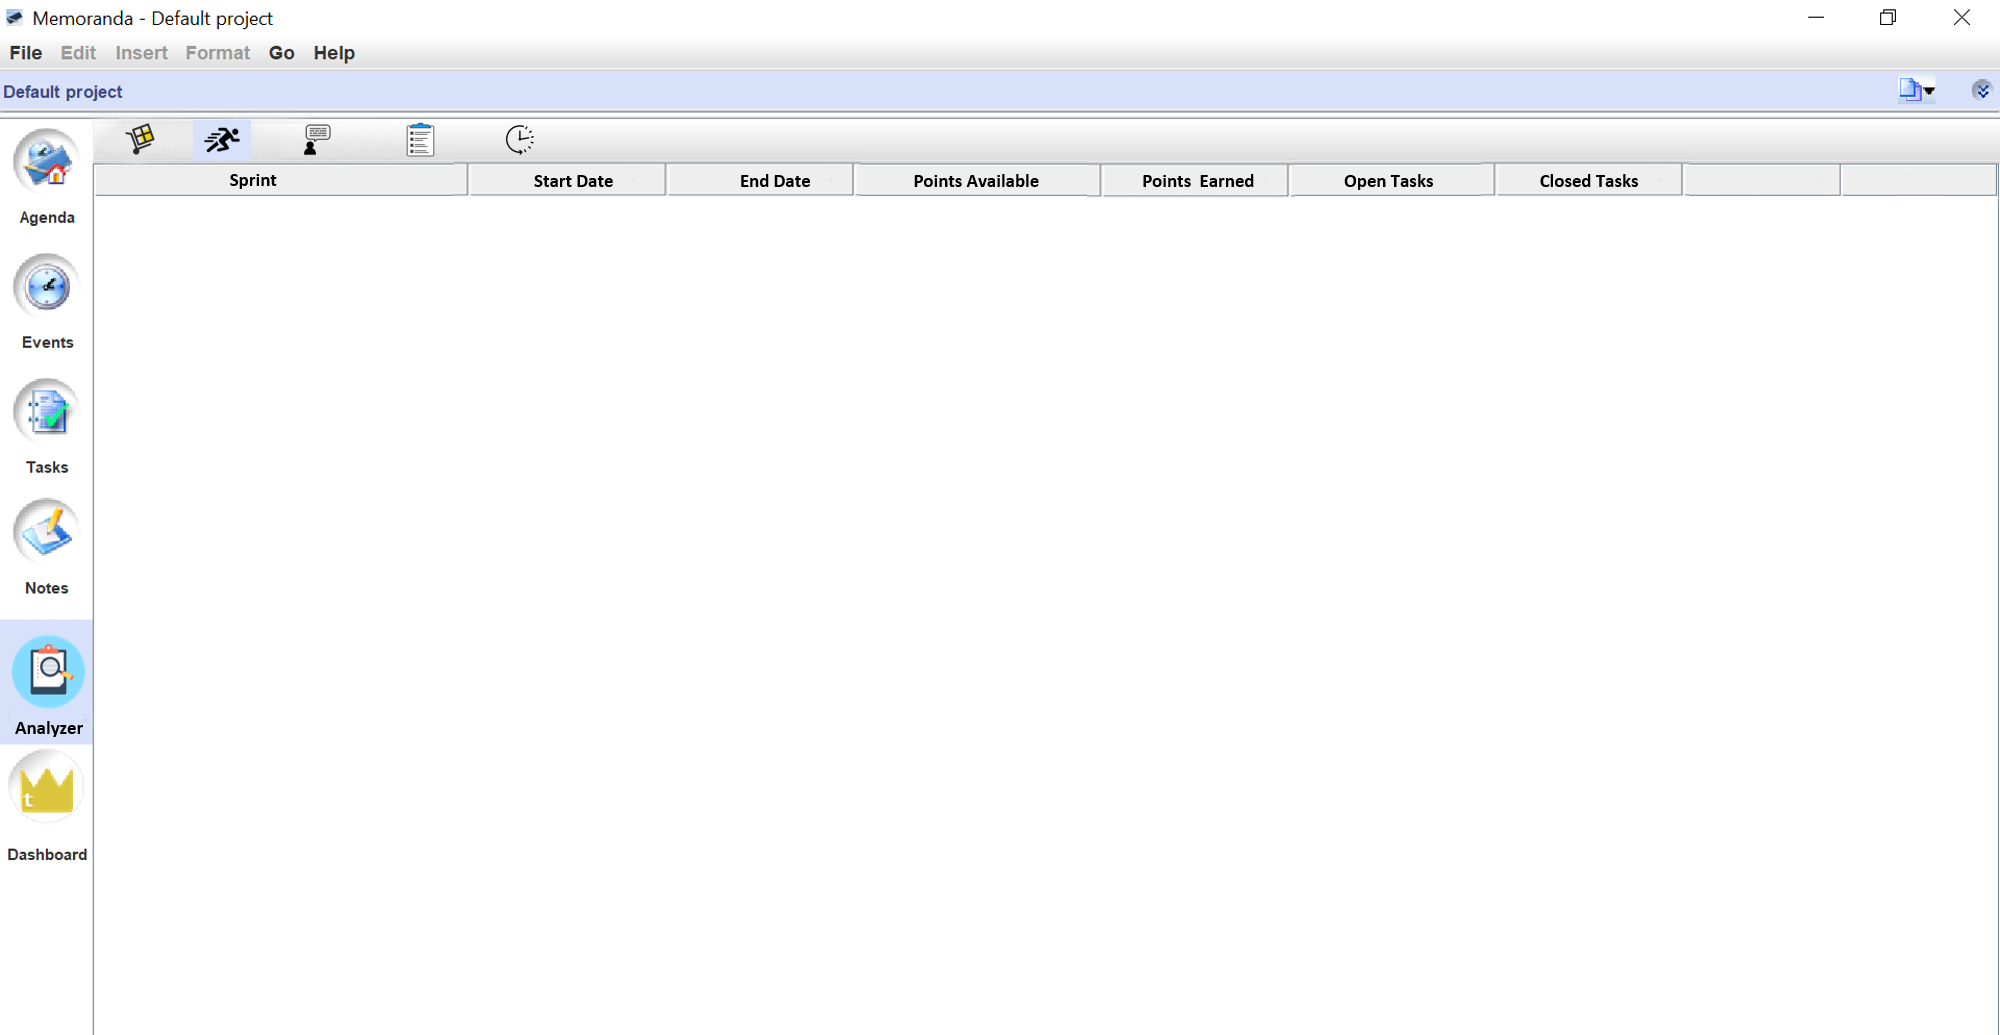 Memoranda - Default project
File Edit Insert Format Go Help
Default project
Agenda
Events
Tasks
Notes
Analyzer
t
Dashboard
Sprint Start Date End Date Points Available Points Earned Open Tasks Closed Tasks